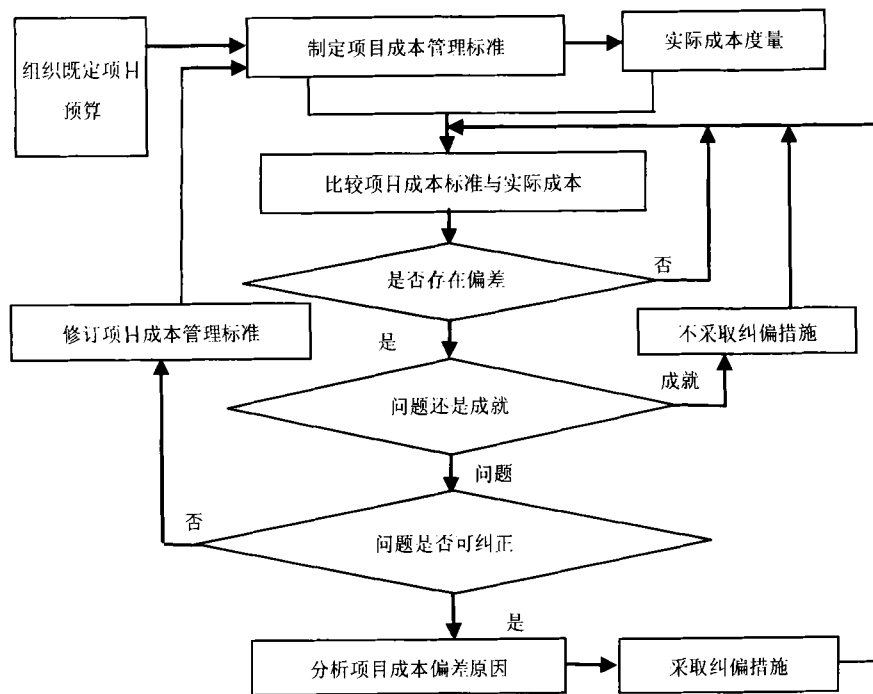 组织既定项目
预算
制定项目成本管理标准
实际成本度量
比较项目成本标准与实际成本
是否存在偏差
否
修订项目成本管理标准
是
不采取纠偏措施
问题还是成就
成就
问题
否
问题是否可纠正
是
分析项目成本偏差原因
采取纠偏措施